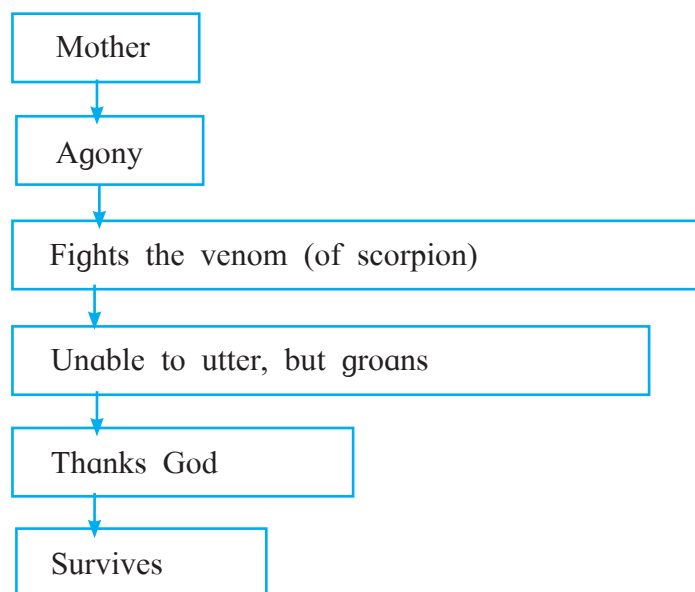 Mother
Agony
Fights the venom (of scorpion)
Unable to utter, but groans
Thanks God
Survives